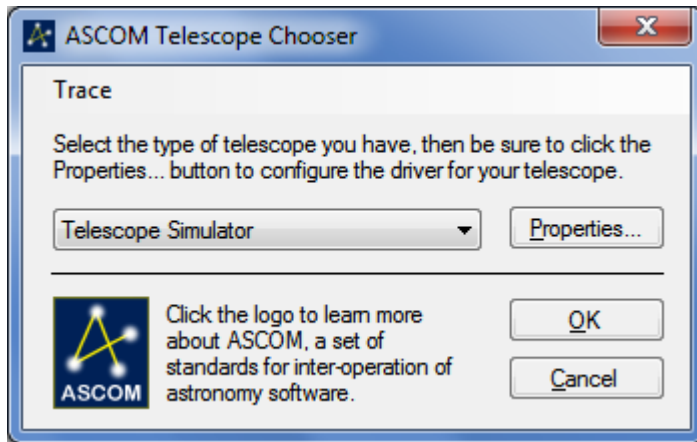 ASCOM Telescope Chooser
X
Trace
Select the type of telescope you have, then be sure to click the
Properties... button to configure the driver for your telescope.
Telescope Simulator
Properties...
Click the logo to learn more
about ASCOM, a set of
standards for inter-operation of
astronomy software.
ASCOM
OK
Cancel